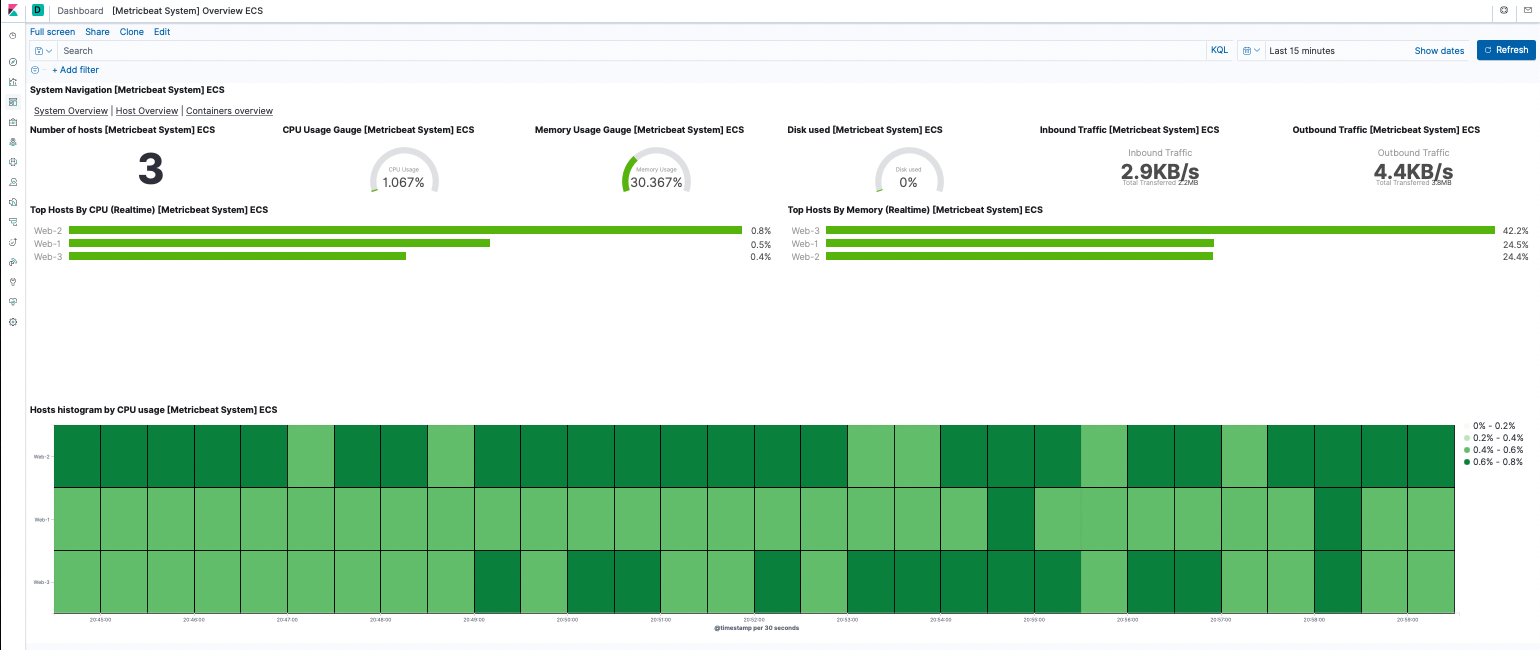 D Dashboard [Metricbeat System] Overview ECS
Full screen Share Clone Edit
Search KQL Last 15 minutes Show dates Refresh
+ Add filter
System Navigation [Metricbeat System] ECS
System Overview | Host Overview | Containers overview
Number of hosts [Metricbeat System] ECS
3
CPU Usage Gauge [Metricbeat System] ECS
CPU Usage
1.067%
Memory Usage Gauge [Metricbeat System] ECS
Memory Usage
30.367%
Disk used [Metricbeat System] ECS
Disk used
0%
Inbound Traffic [Metricbeat System] ECS
Inbound Traffic
2.9KB/s
Total Transferred 2.2MB
Outbound Traffic [Metricbeat System] ECS
Outbound Traffic
4.4KB/s
Total Transferred 3.8MB
Top Hosts By CPU (Realtime) [Metricbeat System] ECS
Web-2 0.8%
Web-1 0.5%
Web-3 0.4%
Top Hosts By Memory (Realtime) [Metricbeat System] ECS
Web-3 42.2%
Web-1 24.5%
Web-2 24.4%
Hosts histogram by CPU usage [Metricbeat System] ECS
0% - 0.2%
0.2% - 0.4%
0.4% - 0.6%
0.6% - 0.8%
Web-2
Web-1
Web-3
20:45:00 20:46:00 20:47:00 20:48:00 20:49:00 20:50:00 20:51:00 20:52:00 20:53:00 20:54:00 20:55:00 20:56:00 20:57:00 20:58:00 20:59:00
@timestamp per 30 seconds